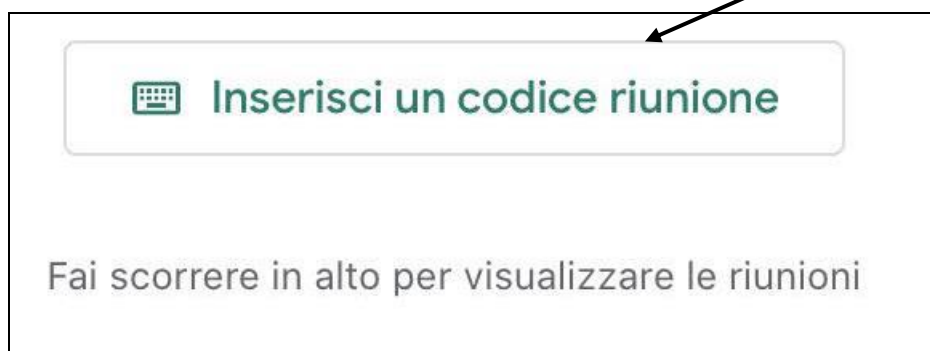 Inserisci un codice riunione
Fai scorrere in alto per visualizzare le riunioni